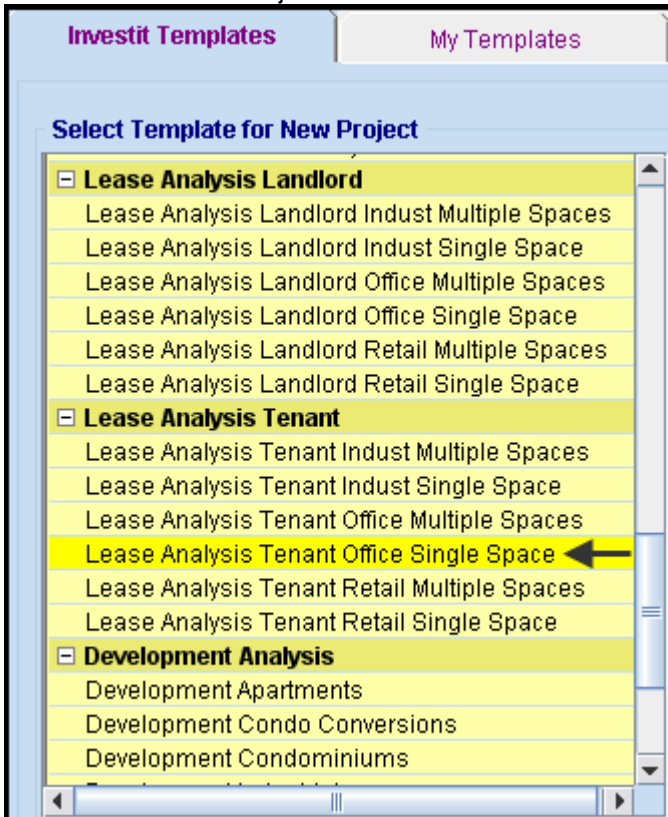 Investit Templates
My Templates
Select Template for New Project
Lease Analysis Landlord
Lease Analysis Landlord Indust Multiple Spaces
Lease Analysis Landlord Indust Single Space
Lease Analysis Landlord Office Multiple Spaces
Lease Analysis Landlord Office Single Space
Lease Analysis Landlord Retail Multiple Spaces
Lease Analysis Landlord Retail Single Space
Lease Analysis Tenant
Lease Analysis Tenant Indust Multiple Spaces
Lease Analysis Tenant Indust Single Space
Lease Analysis Tenant Office Multiple Spaces
Lease Analysis Tenant Office Single Space
Lease Analysis Tenant Retail Multiple Spaces
Lease Analysis Tenant Retail Single Space
Development Analysis
Development Apartments
Development Condo Conversions
Development Condominiums